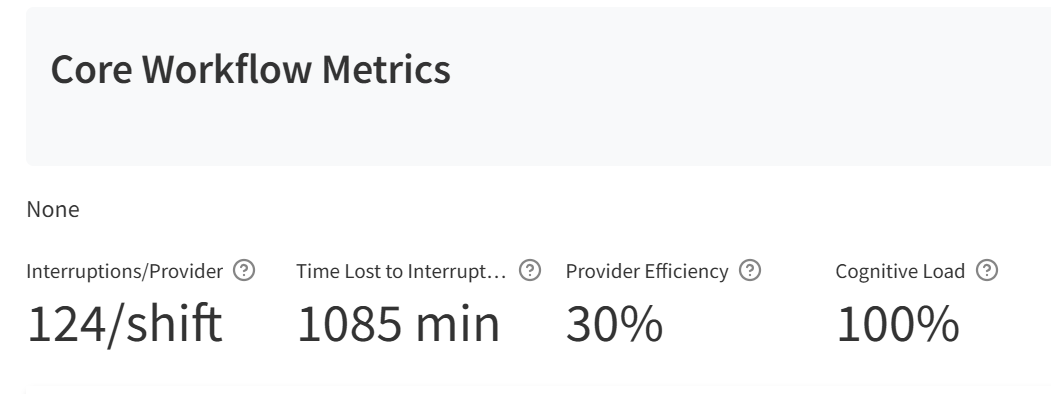 Core Workflow Metrics
None
Interruptions/Provider ?
Time Lost to Interrupt... ?
Provider Efficiency ?
Cognitive Load ?
124/shift
1085 min
30%
100%